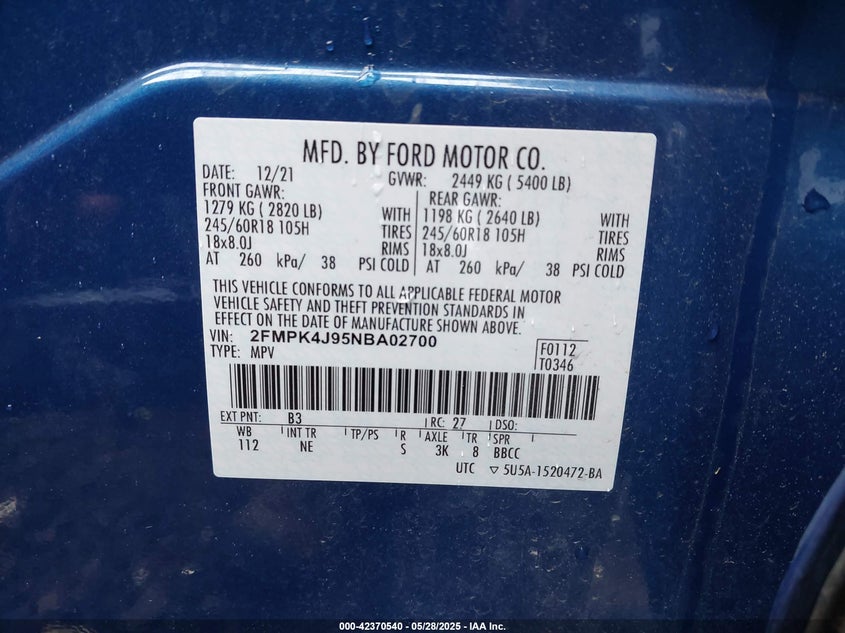 MFD. BY FORD MOTOR CO.
DATE: 12/21 GVWR: 2449 KG ( 5400 LB)
FRONT GAWR: REAR GAWR:
1279 KG ( 2820 LB) WITH 1198 KG ( 2640 LB) WITH
245/60R18 105H TIRES 245/60R18 105H TIRES
18x8.0J RIMS 18x8.0J RIMS
AT 260 kPa/ 38 PSI COLD AT 260 kPa/ 38 PSI COLD
THIS VEHICLE CONFORMS TO ALL APPLICABLE FEDERAL MOTOR
VEHICLE SAFETY AND THEFT PREVENTION STANDARDS IN
EFFECT ON THE DATE OF MANUFACTURE SHOWN ABOVE.
VIN: 2FMPK4J95NBA02700 F0112
TYPE: MPV T0346
EXT PNT: B3 RC: 27 DSO:
WB INT TR TP/PS R AXLE TR SPR
112 NE S 3K 8 BBCC
UTC ▽ 5U5A-1520472-BA
000-42370540 - 05/28/2025 - IAA Inc.